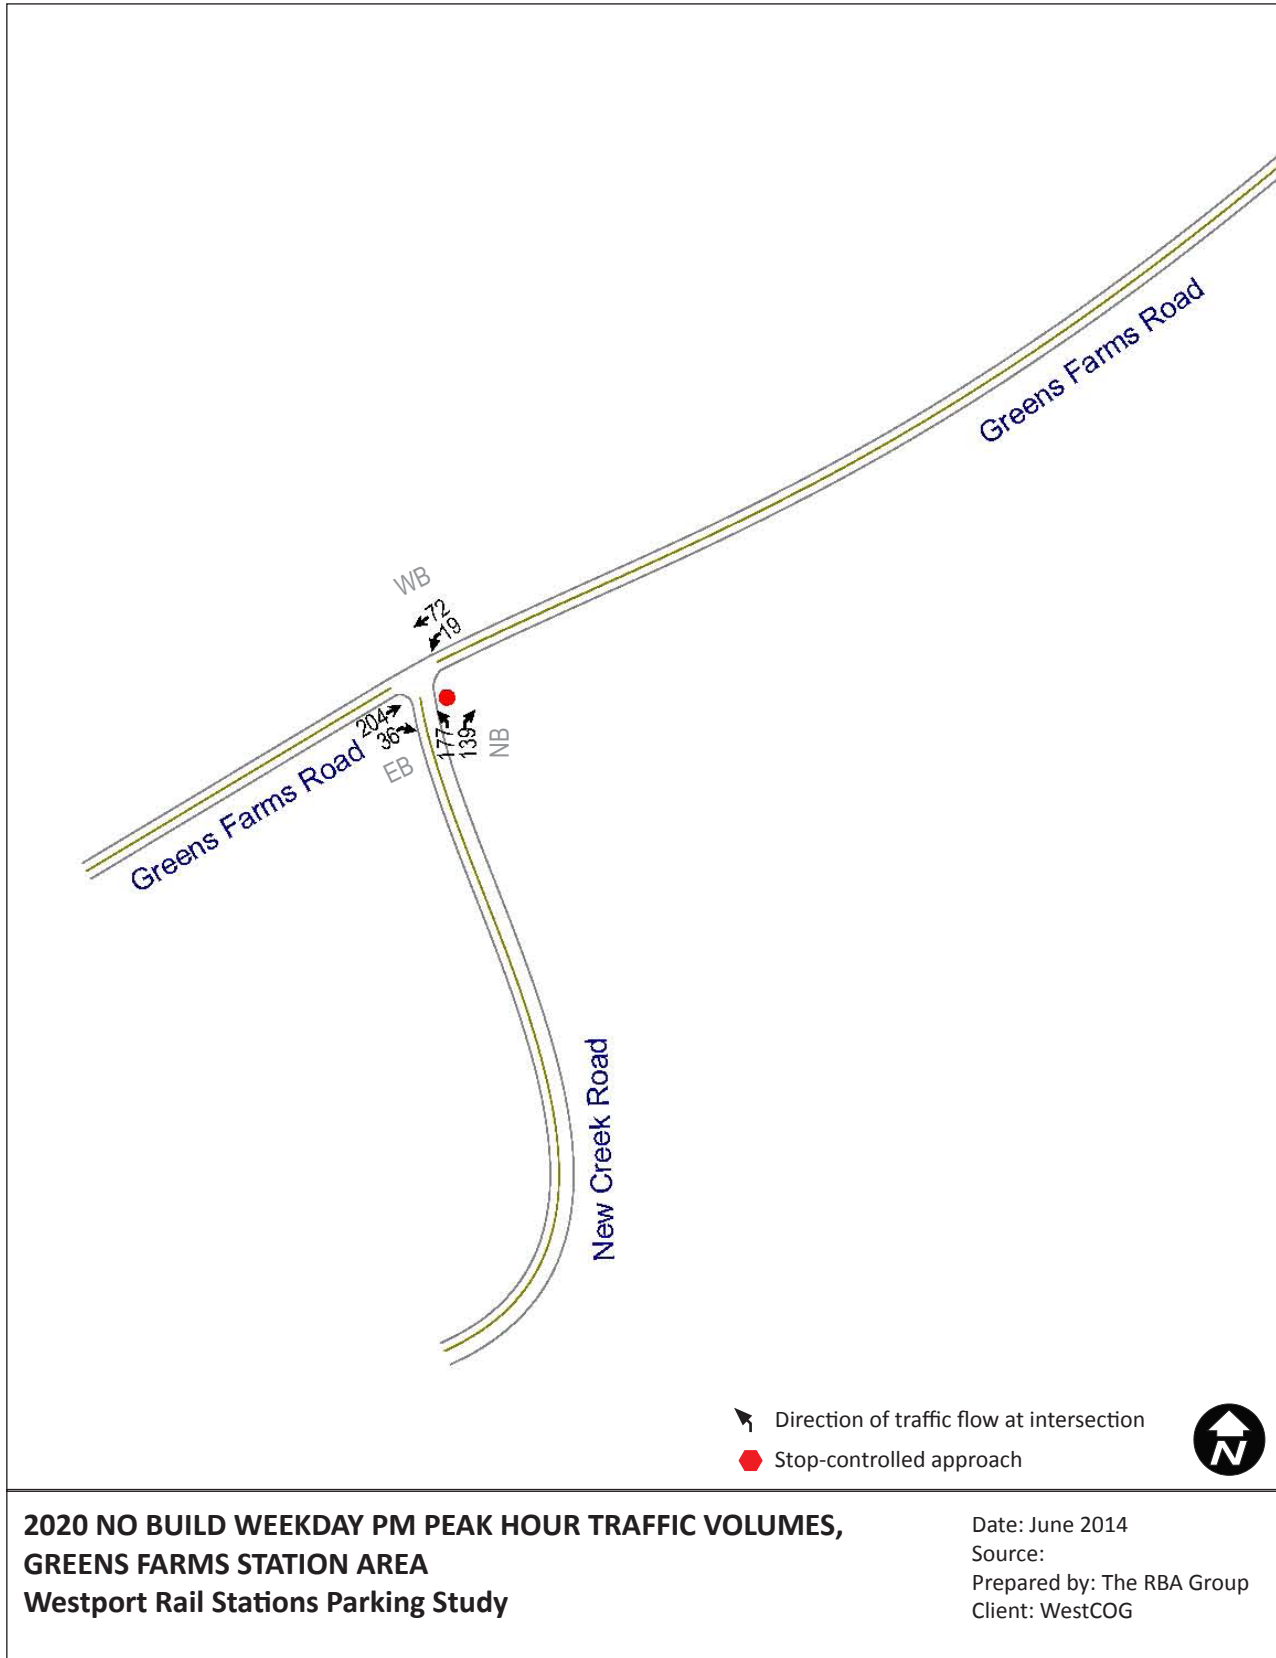 Greens Farms Road
WB
72
19
204
36
177
139
NB
EB
Greens Farms Road
New Creek Road
Direction of traffic flow at intersection
Stop-controlled approach
N
2020 NO BUILD WEEKDAY PM PEAK HOUR TRAFFIC VOLUMES,
GREENS FARMS STATION AREA
Westport Rail Stations Parking Study
Date: June 2014
Source:
Prepared by: The RBA Group
Client: WestCOG